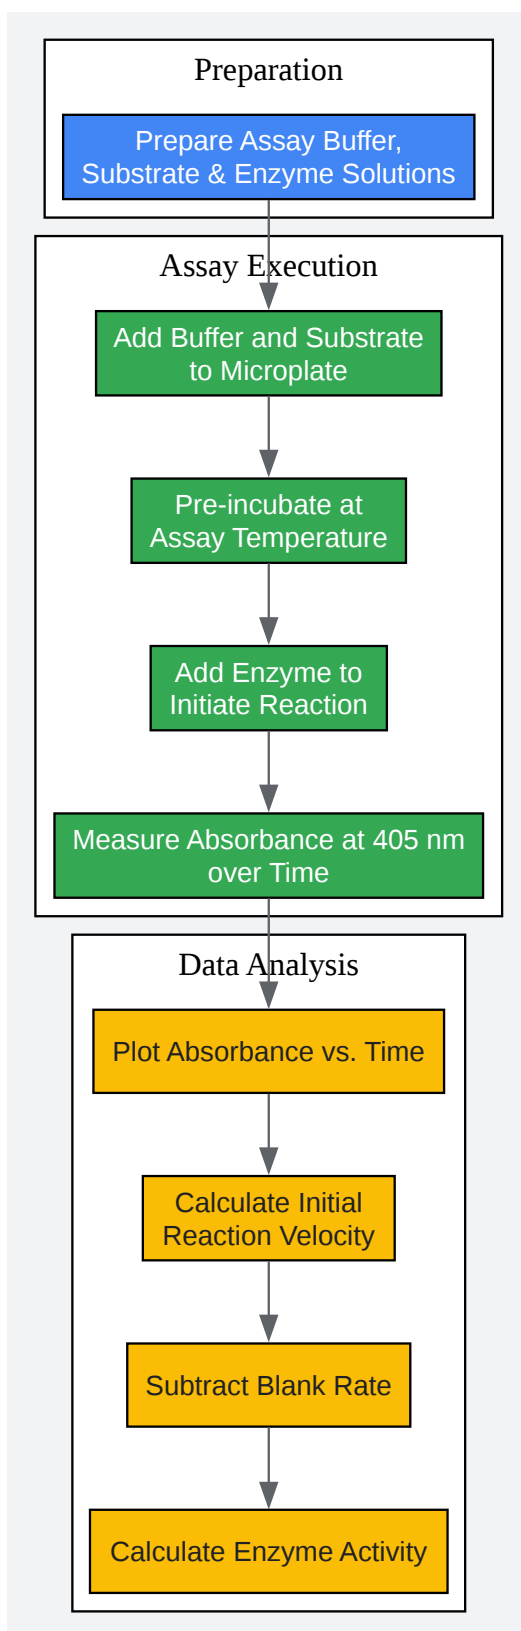 Preparation
Prepare Assay Buffer,
Substrate & Enzyme Solutions
Assay Execution
Add Buffer and Substrate
to Microplate
Pre-incubate at
Assay Temperature
Add Enzyme to
Initiate Reaction
Measure Absorbance at 405 nm
over Time
Data Analysis
Plot Absorbance vs. Time
Calculate Initial
Reaction Velocity
Subtract Blank Rate
Calculate Enzyme Activity